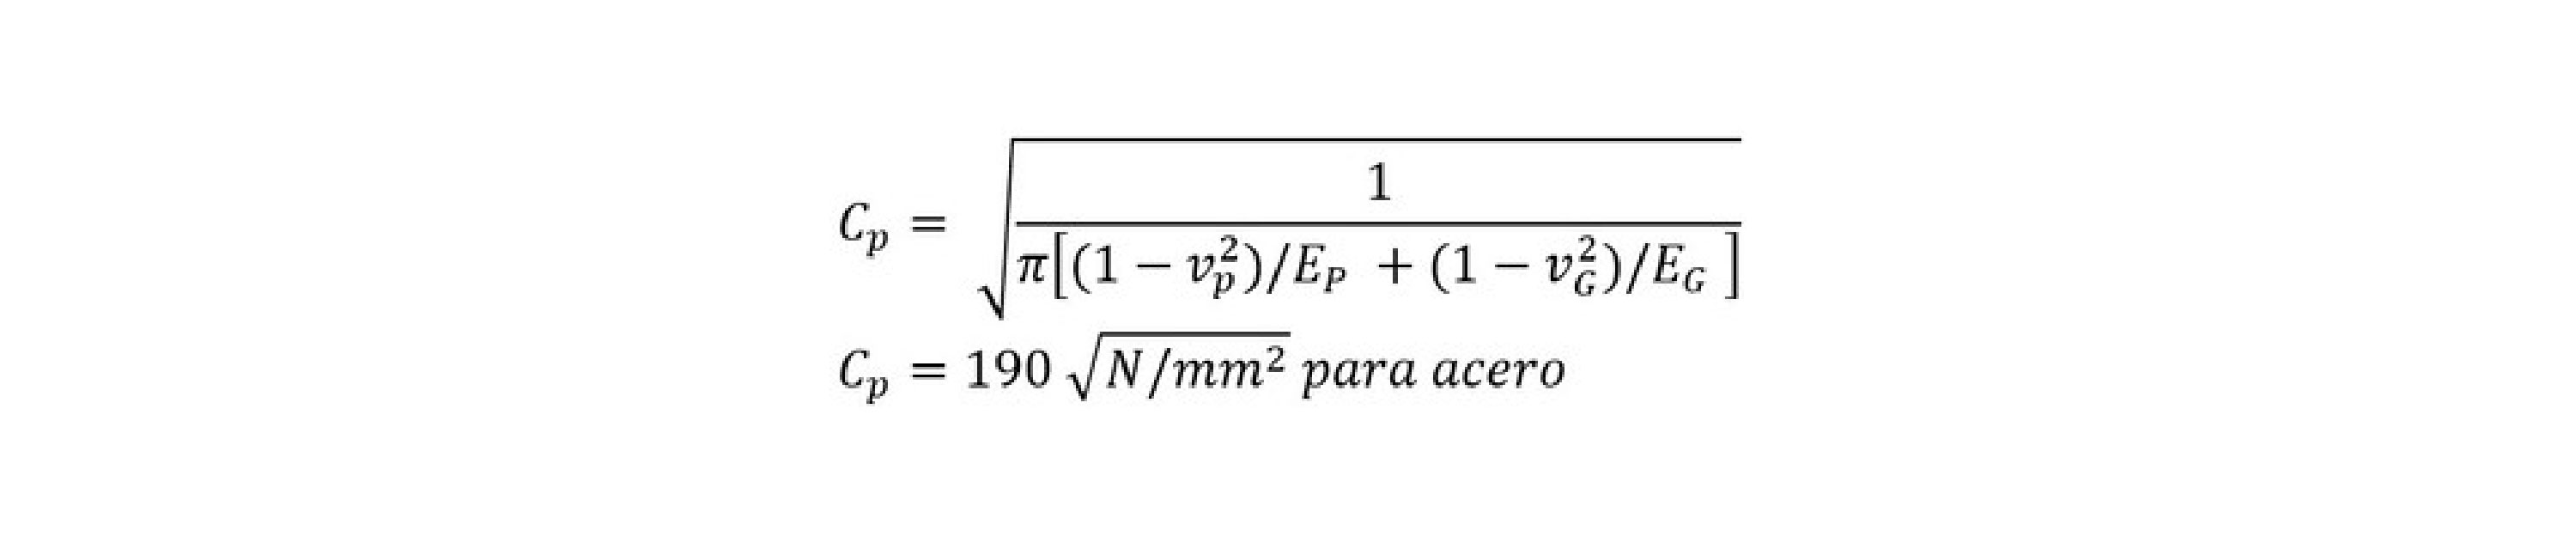 C_p = √(1 / (π[(1 − v_p^2)/E_P + (1 − v_G^2)/E_G ]))
C_p = 190 √(N/mm^2) para acero